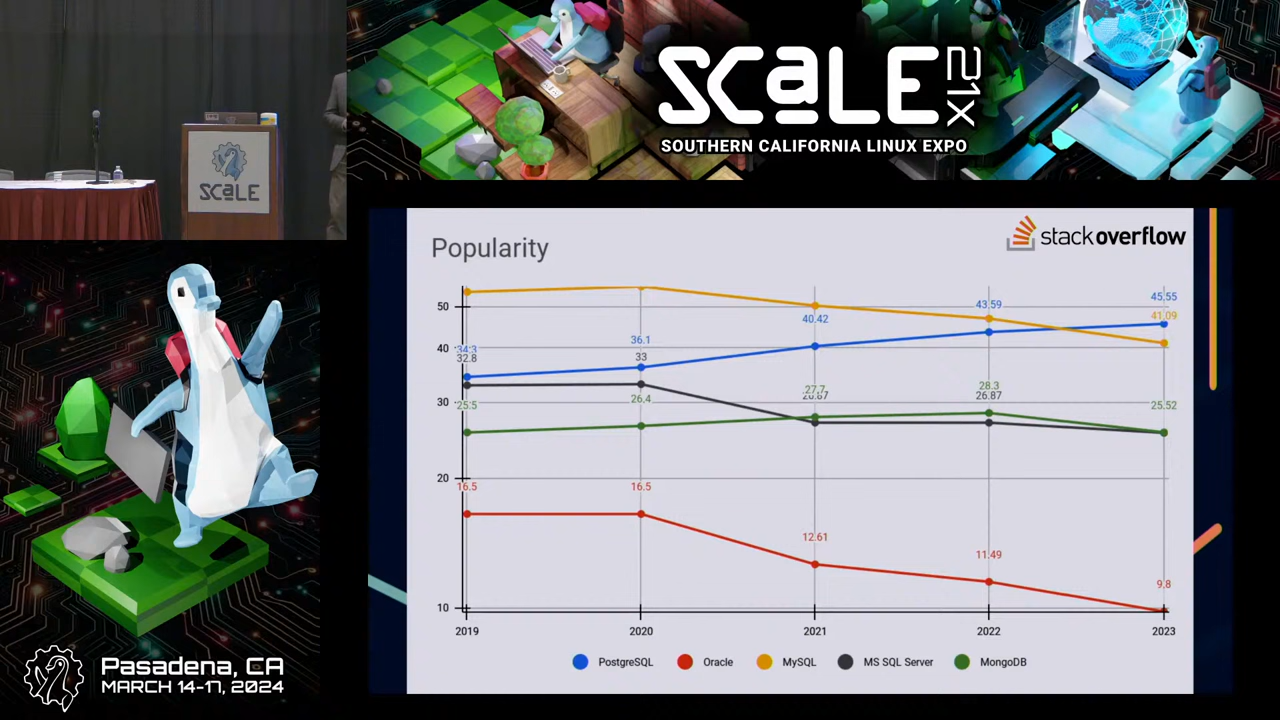 SCALE 21X
SOUTHERN CALIFORNIA LINUX EXPO
SCALE
Popularity
stackoverflow
50
40
30
20
10
34.3
36.1
40.42
43.59
45.55
41.09
32.8
33
26.87
25.5
26.4
27.7
28.3
25.52
16.5
16.5
12.61
11.49
9.8
2019
2020
2021
2022
2023
PostgreSQL
Oracle
MySQL
MS SQL Server
MongoDB
Pasadena, CA
MARCH 14-17, 2024